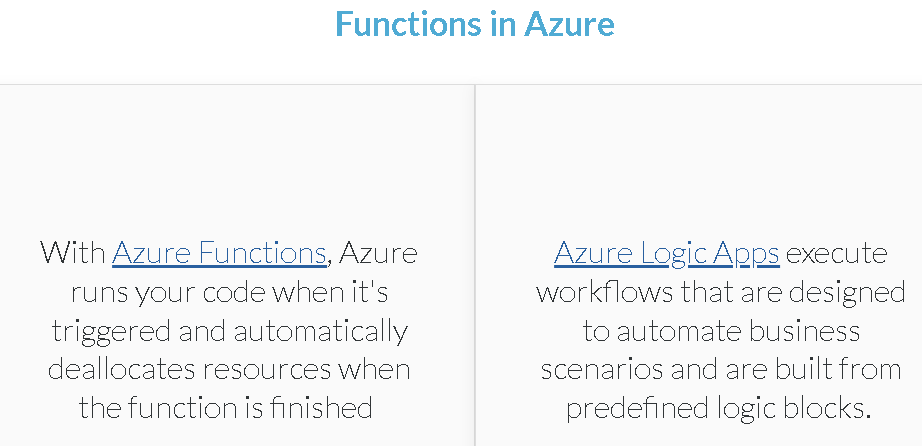 Functions in Azure
With Azure Functions, Azure
runs your code when it's
triggered and automatically
deallocates resources when
the function is finished
Azure Logic Apps execute
workflows that are designed
to automate business
scenarios and are built from
predefined logic blocks.